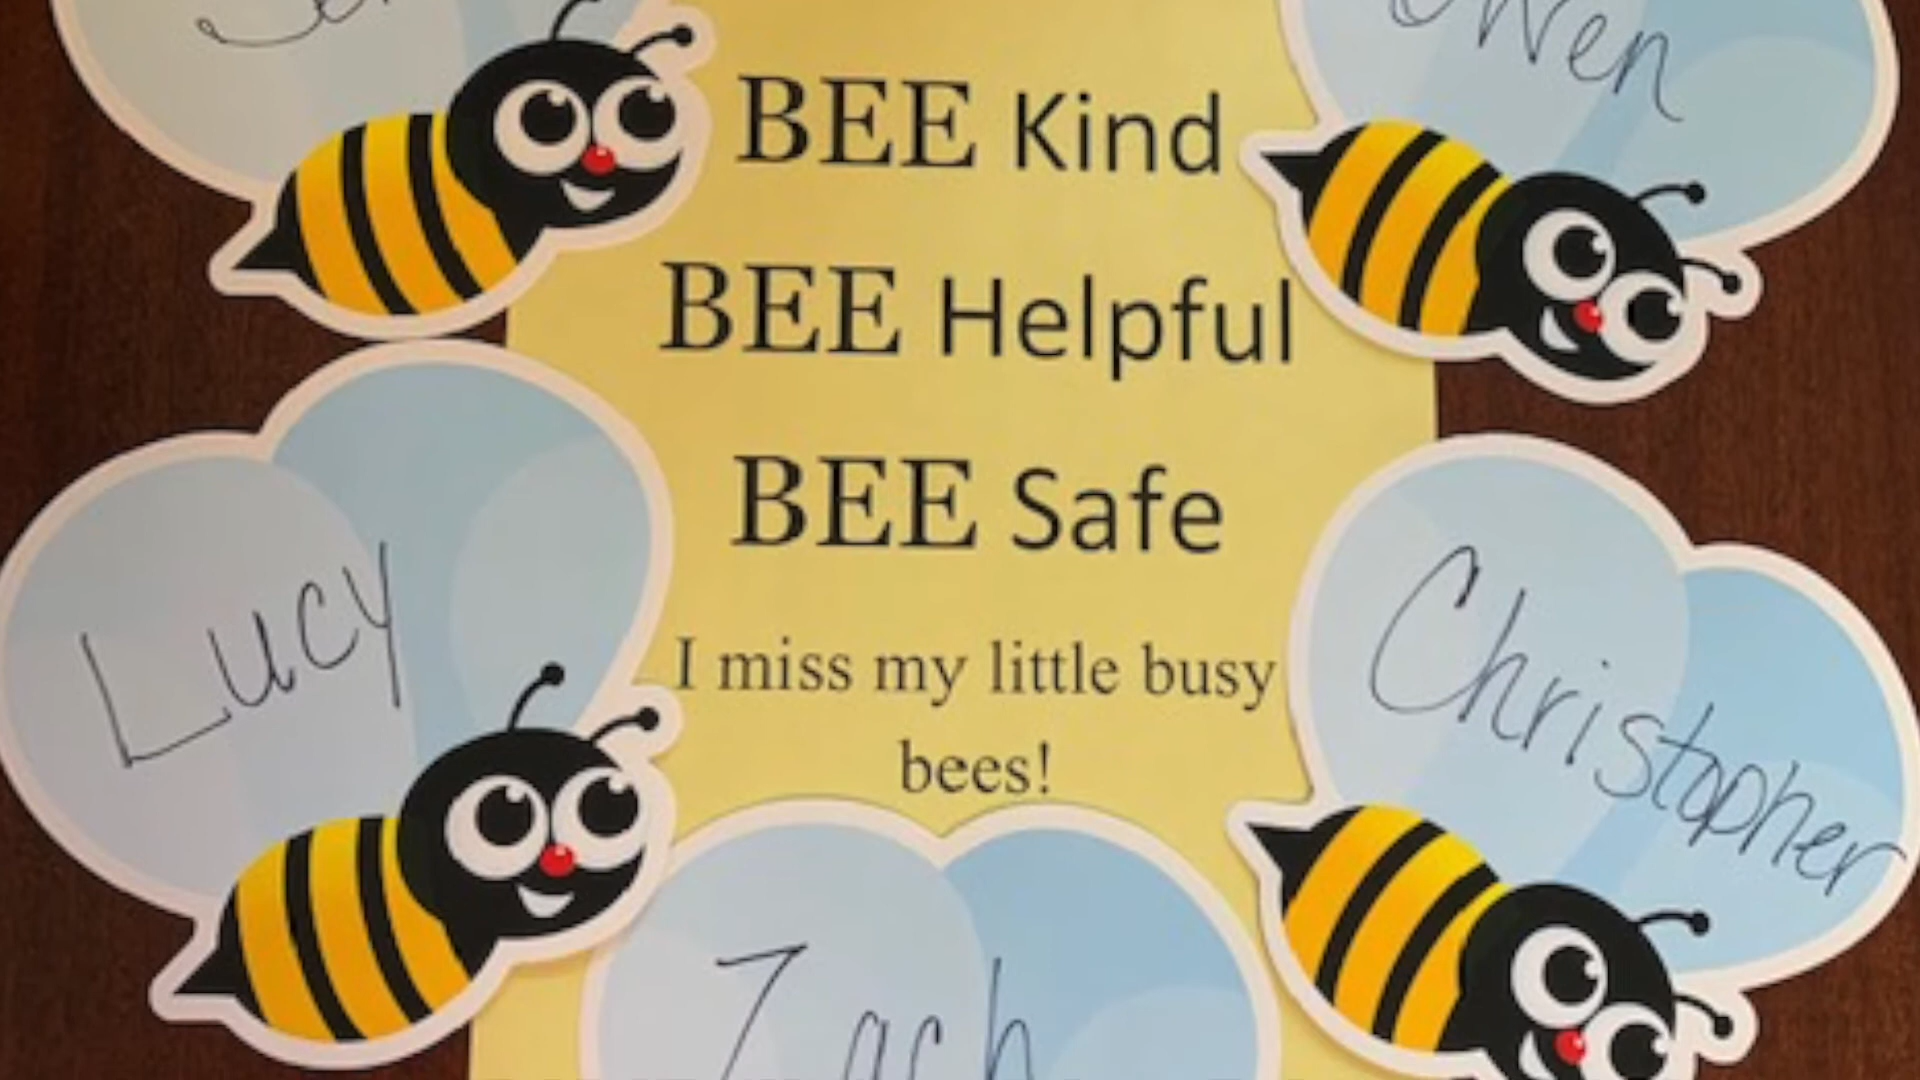 Owen
BEE Kind
BEE Helpful
BEE Safe
Lucy
Christopher
I miss my little busy
bees!
Zach